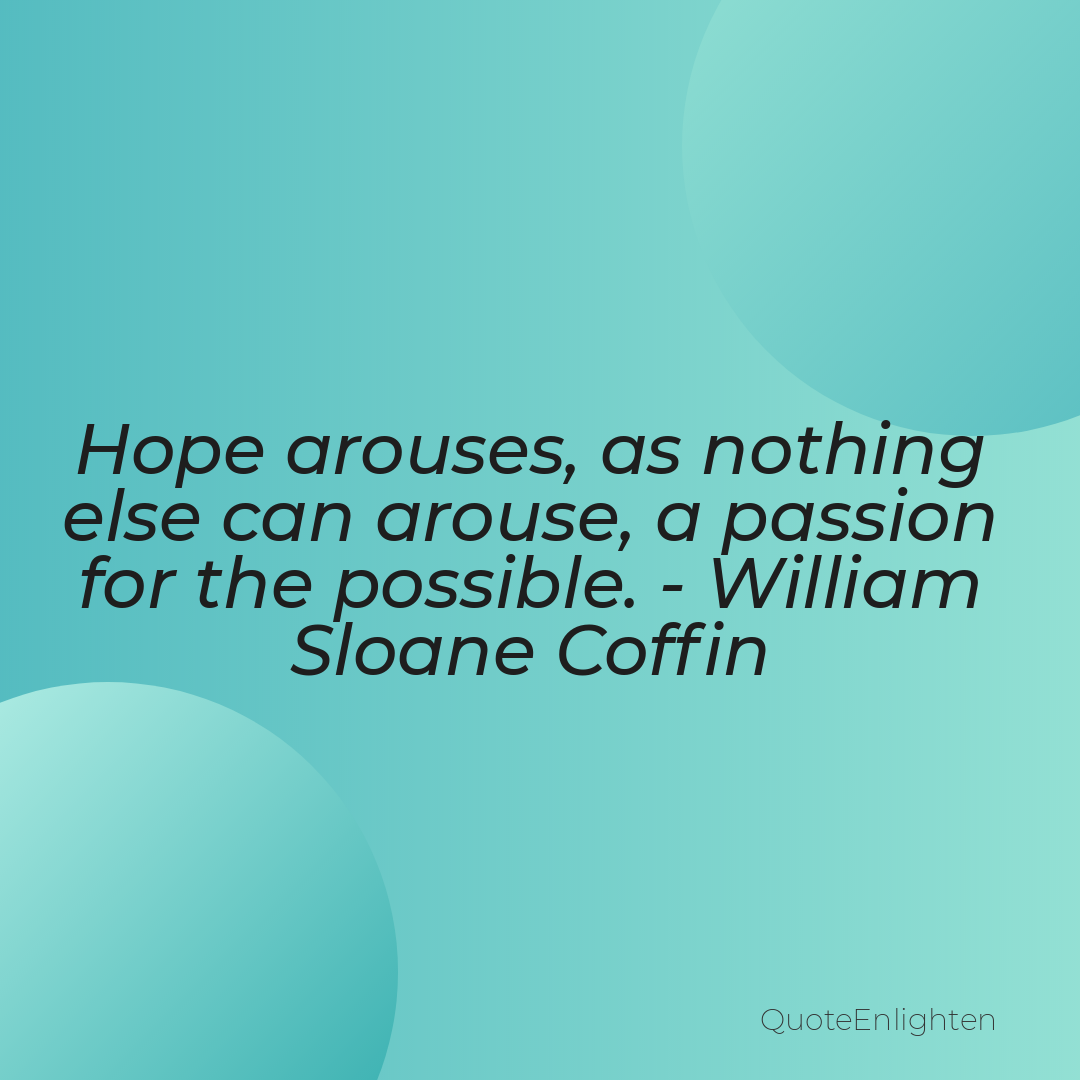 Hope arouses, as nothing
else can arouse, a passion
for the possible. - William
Sloane Coffin
QuoteEnlighten